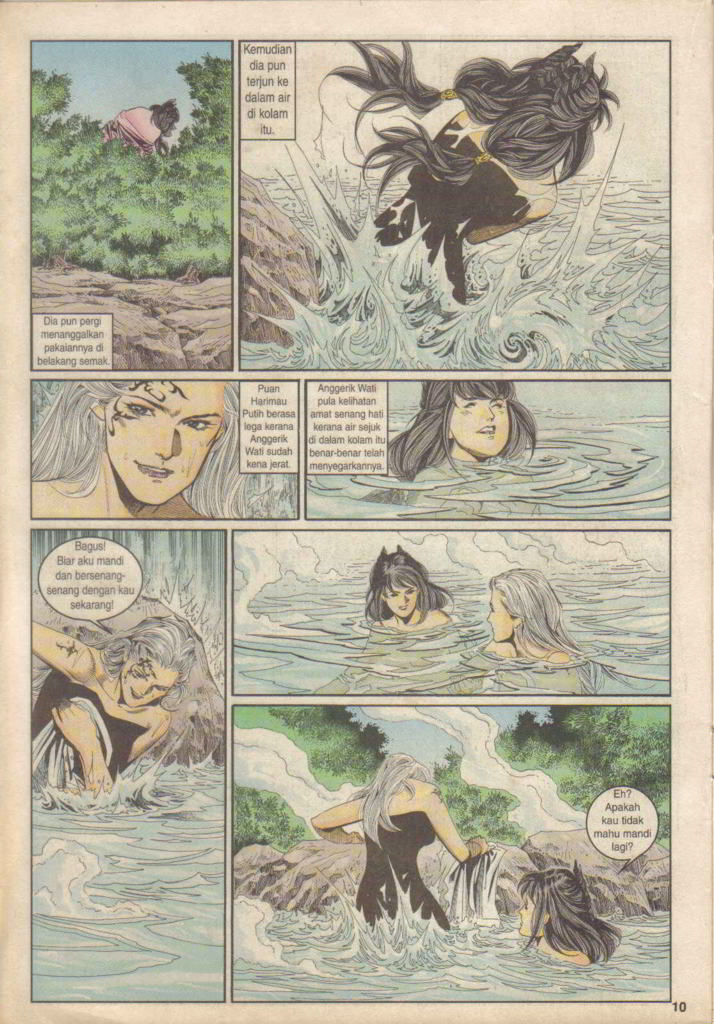 Dia pun pergi
menanggalkan
pakaiannya di
belakang semak.
Kemudian
dia pun
terjun ke
dalam air
di kolam
itu.
Puan
Harimau
Putih berasa
lega kerana
Anggerik
Wati sudah
kena jerat.
Anggerik Wati
pula kelihatan
amat senang hati
kerana air sejuk
di dalam kolam itu
benar-benar telah
menyegarkannya.
Bagus!
Biar aku mandi
dan bersenang-
senang dengan kau
sekarang!
Eh?
Apakah
kau tidak
mahu mandi
lagi?
10